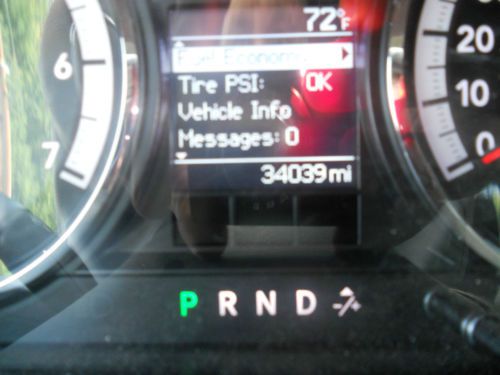 72°F
Fuel Economy
Tire PSI: OK
Vehicle Info
Messages: 0
34039 mi
6
7
20
10
0
P R N D